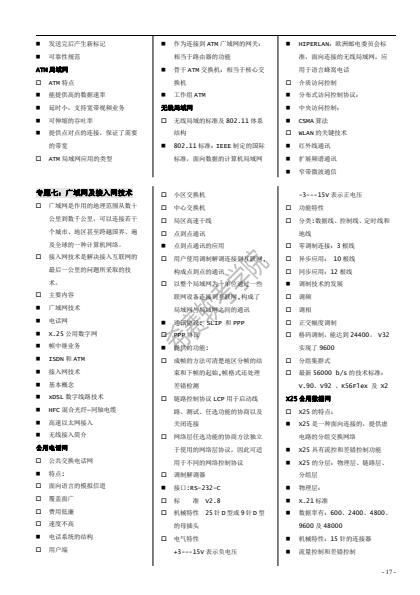 ■ 发送完后产生新标记
■ 可靠性规范
ATM 局域网
□ ATM 特点
■ 能提供高的数据速率
■ 延时小，支持宽带视频业务
■ 可伸缩的吞吐率
■ 提供点对点的连接，保证了需要
的带宽
□ ATM 局域网应用的类型
■ 作为连接到 ATM 广域网的网关；
相当于路由器的功能
■ 骨干 ATM 交换机；相当于核心交
换机
■ 工作组 ATM
无线局域网
□ 无线局域网的标准及 802.11 体系
结构
■ 802.11 标准：IEEE 制定的国际
标准，面向数据的计算机局域网
■ HIPERLAN：欧洲邮电委员会标
准，面向连接的无线局域网，应
用于语音蜂窝电话
□ 介质访问控制
■ 分布式访问控制协议；
■ 中央访问控制；
■ CSMA 算法
□ WLAN 的关键技术
■ 红外线通讯
■ 扩展频谱通讯
■ 窄带微波通信
专题七：广域网及接入网技术
□ 广域网是作用的地理范围从数十
公里到数千公里，可以连接若干
个城市、地区甚至跨越国界、遍
及全球的一种计算机网络。
□ 接入网技术是解决接入互联网的
最后一公里的问题所采取的技
术。
□ 主要内容
■ 广域网技术
■ 电话网
■ x.25 公用数字网
■ 帧中继业务
■ ISDN 和 ATM
■ 接入网技术
■ 基本概念
■ xDSL 数字线路技术
■ HFC 混合光纤-同轴电缆
■ 高速以太网接入
■ 无线接入简介
公用电话网
□ 公共交换电话网
■ 特点：
□ 面向语言的模拟信道
□ 覆盖面广
□ 费用低廉
□ 速度不高
■ 电话系统的结构
□ 用户端
□ 小区交换机
□ 中心交换机
□ 局区高速干线
□ 点到点通讯
■ 点到点通讯的应用
□ 用户使用调制解调连接到互联网，
构成点到点的通讯
□ 以整个局域网为十单位通过一些
联网设备连接到互联网，构成了
局域网与局域网之间的通讯
■ 通讯协议：SLIP 和 PPP
□ PPP 协议
■ 提供的功能：
□ 成帧的方法可清楚地区分帧的结
束和下帧的起始，帧格式还处理
差错检测
□ 链路控制协议 LCP 用于启动线
路、测试、任选功能的协商以及
关闭连接
□ 网络层任选功能的协商方法独立
于使用的网络层协议，因此可适
用于不同的网络控制协议
□ 调制解调器
■ 接口：RS-232-C
□ 标 准 v2.8
□ 机械特性 25 针 D 型或 9 针 D 型
的母插头
□ 电气特性
+3---15v 表示负电压
-3---15v 表示正电压
□ 功能特性
□ 分类：数据线、控制线、定时线和
地线
□ 零调制连接：3 根线
□ 异步应用： 10 根线
□ 同步应用：12 根线
■ 调制技术的发展
□ 调频
□ 调相
□ 正交幅度调制
□ 格码调制，能达到 24400， V32
实现了 9600
□ 分组集群式
□ 最新 56000 b/s 的技术标准：
v.90、v92 、K56flex 及 x2
X25 公用数据网
□ X25 的特点：
■ X25 是一种面向连接的，提供虚
电路的分组交换网络
■ X25 具有流控和差错控制功能
■ X25 的分层：物理层、链路层、
分组层
■ 物理层：
■ x.21 标准
■ 数据率有：600、2400、4800、
9600 及 48000
■ 机械特性：15 针的连接器
■ 流量控制和差错控制
希赛软考学院
- 17 -